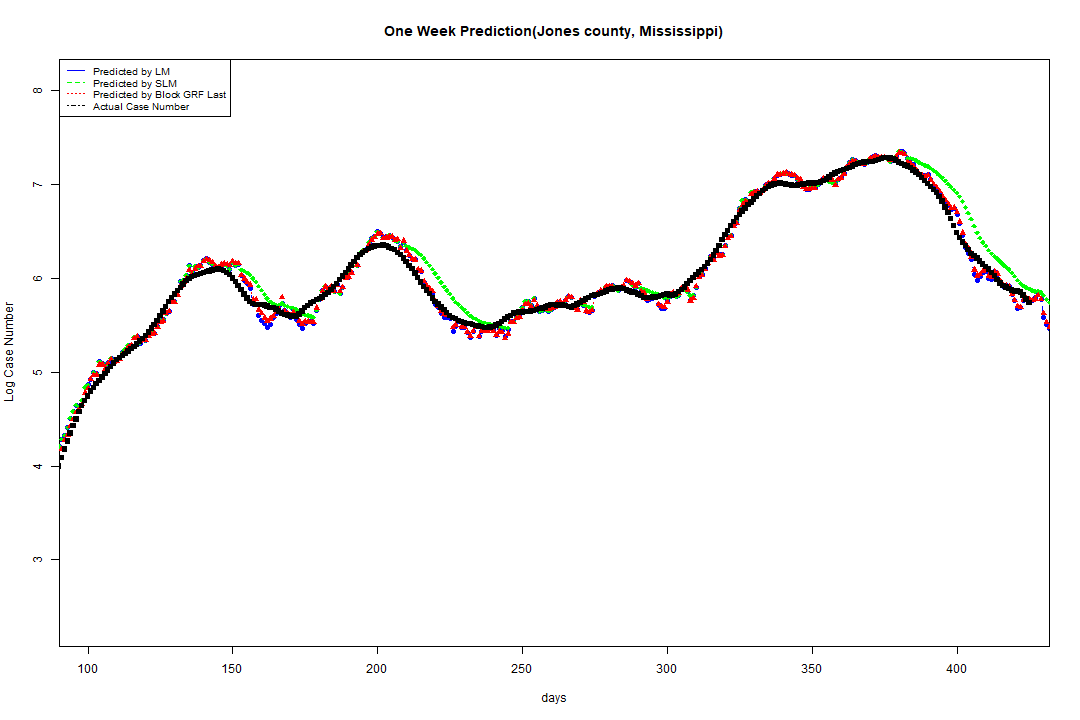 One Week Prediction(Jones county, Mississippi)
Predicted by LM
Predicted by SLM
Predicted by Block GRF Last
Actual Case Number
8
7
6
5
4
3
Log Case Number
100 150 200 250 300 350 400
days